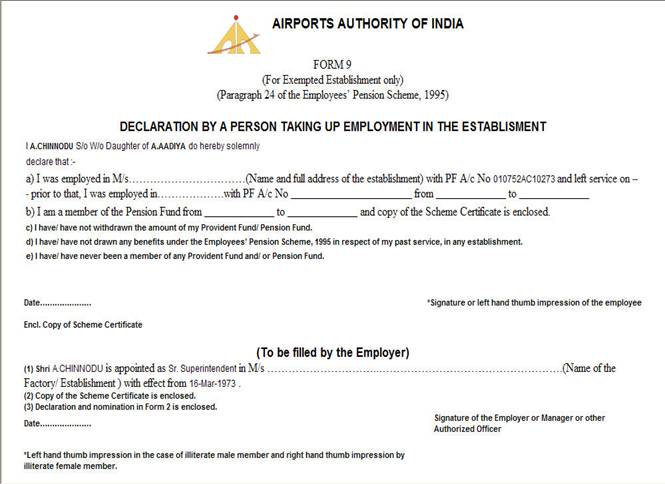 AIRPORTS AUTHORITY OF INDIA
FORM 9
(For Exempted Establishment only)
(Paragraph 24 of the Employees' Pension Scheme, 1995)
DECLARATION BY A PERSON TAKING UP EMPLOYMENT IN THE ESTABLISMENT
I A.CHINNODU S/o W/o Daughter of A.AADIYA do hereby solemnly
declare that :-
a) I was employed in M/s……………………………(Name and full address of the establishment) with PF A/c No 010752AC10273 and left service on --
- prior to that, I was employed in………………..with PF A/c No ____________________ from ____________ to ____________
b) I am a member of the Pension Fund from ____________ to ____________ and copy of the Scheme Certificate is enclosed.
c) I have/ have not withdrawn the amount of my Provident Fund/ Pension Fund.
d) I have/ have not drawn any benefits under the Employees' Pension Scheme, 1995 in respect of my past service, in any establishment.
e) I have/ have never been a member of any Provident Fund and/ or Pension Fund.
Date..................... *Signature or left hand thumb impression of the employee
Encl. Copy of Scheme Certificate
(To be filled by the Employer)
(1) Shri A.CHINNODU is appointed as Sr. Superintendent in M/s ……………………………………………………………(Name of the
Factory/ Establishment ) with effect from 16-Mar-1973 .
(2) Copy of the Scheme Certificate is enclosed.
(3) Declaration and nomination in Form 2 is enclosed.
Date..................... Signature of the Employer or Manager or other
Authorized Officer
*Left hand thumb impression in the case of illiterate male member and right hand thumb impression by
illiterate female member.